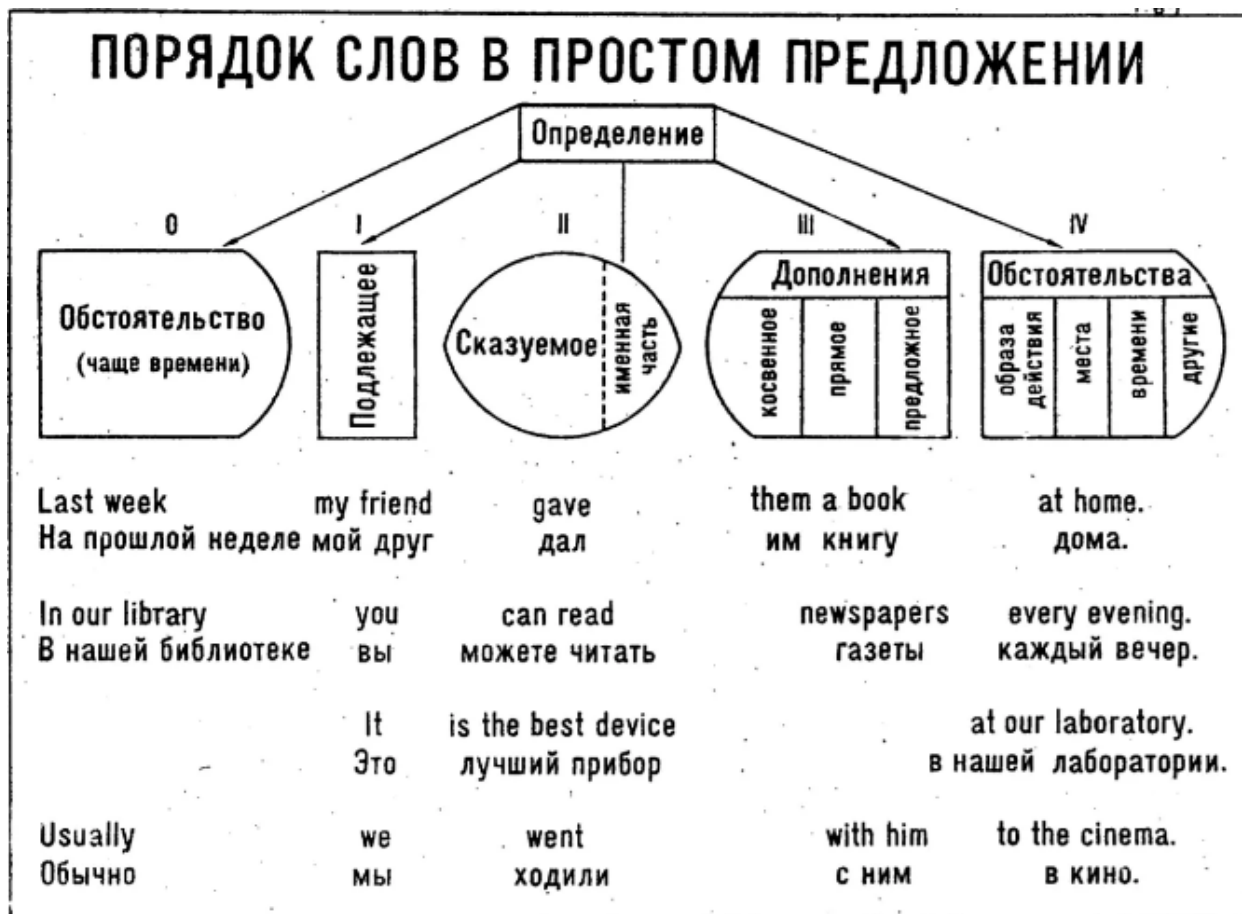 ПОРЯДОК СЛОВ В ПРОСТОМ ПРЕДЛОЖЕНИИ
Определение
0 I II III IV
Обстоятельство
(чаще времени)
Подлежащее
Сказуемое
именная
часть
Дополнения
косвенное
прямое
предложное
Обстоятельства
образа
действия
места
времени
другие
Last week my friend gave them a book at home.
На прошлой неделе мой друг дал им книгу дома.
In our library you can read newspapers every evening.
В нашей библиотеке вы можете читать газеты каждый вечер.
It is the best device at our laboratory.
Это лучший прибор в нашей лаборатории.
Usually we went with him to the cinema.
Обычно мы ходили с ним в кино.